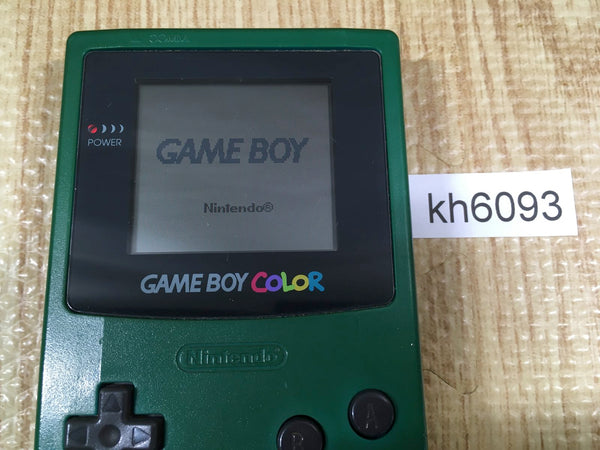 COMM.
POWER
GAME BOY
Nintendo®
GAME BOY COLOR
Nintendo
A
B
kh6093